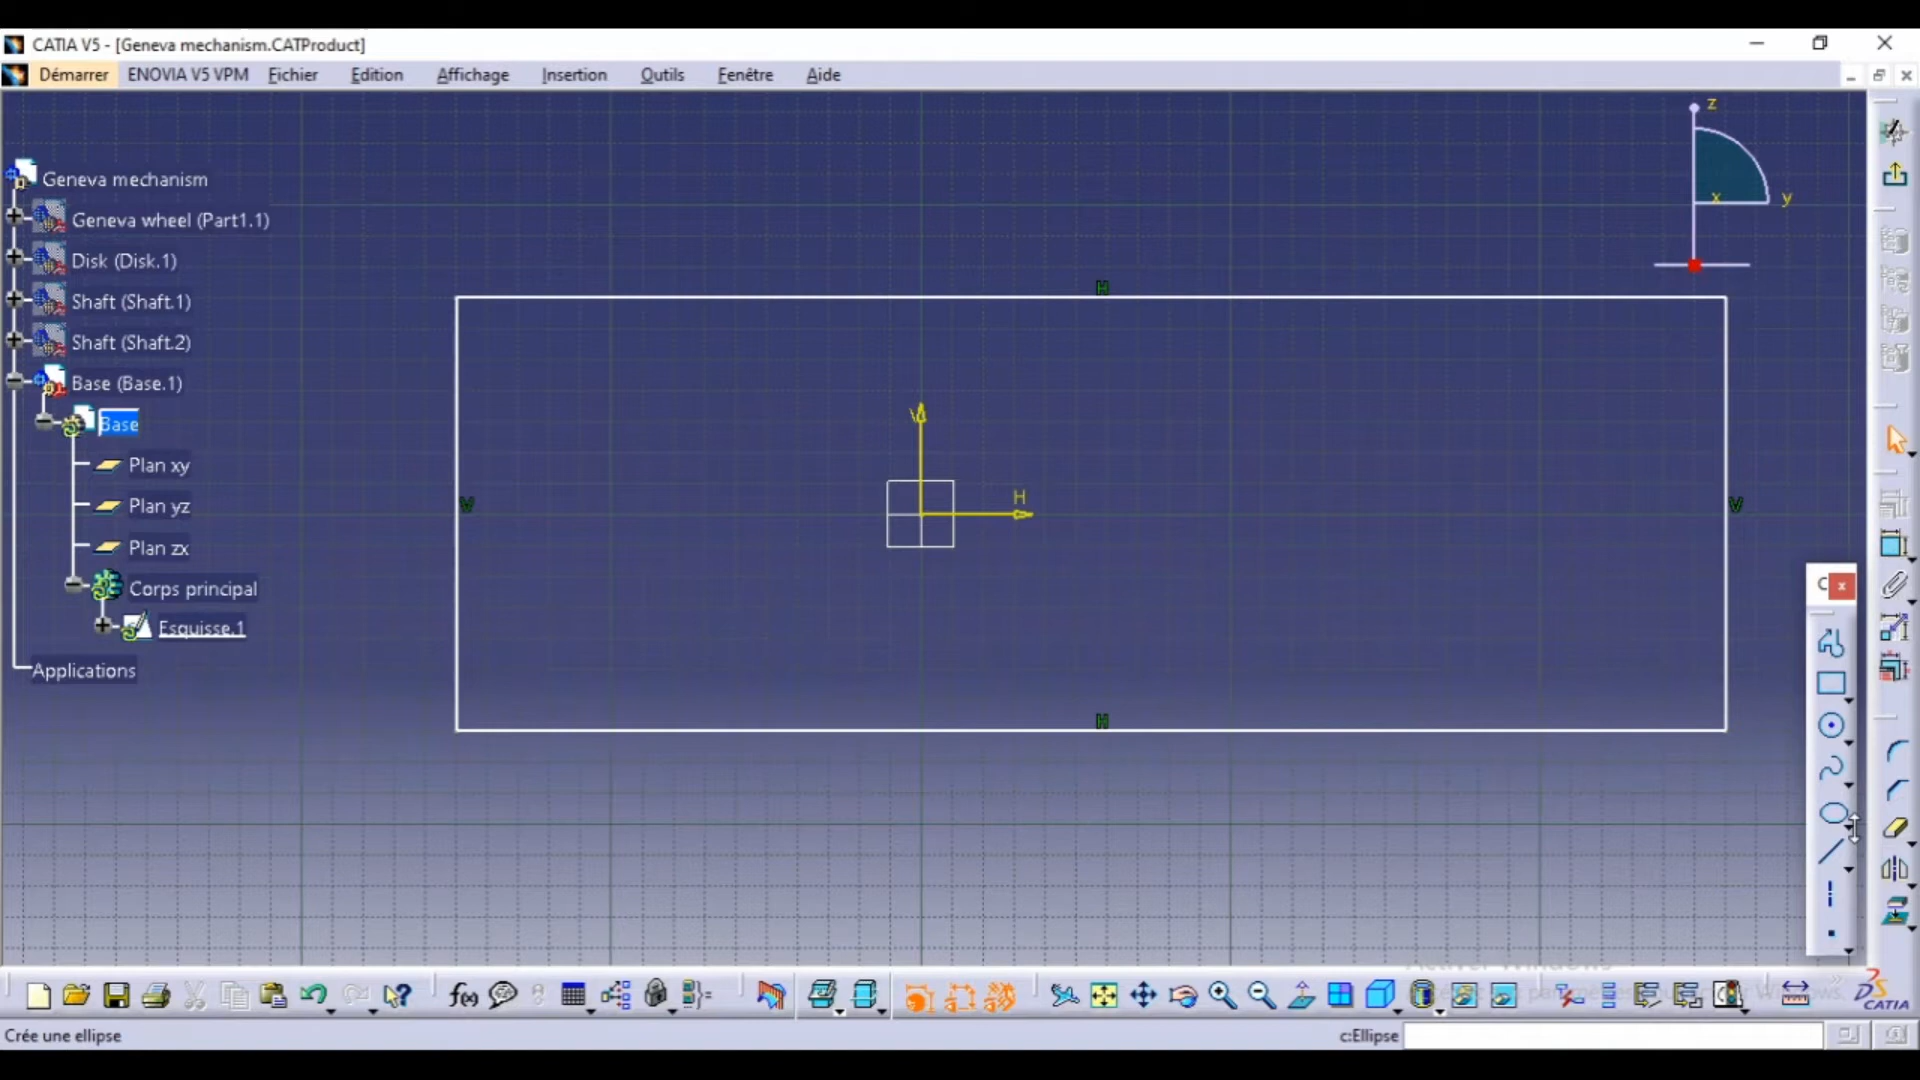 CATIA V5 - [Geneva mechanism.CATProduct]
Démarrer ENOVIA V5 VPM Fichier Edition Affichage Insertion Outils Fenêtre Aide
z
x y
Geneva mechanism
Geneva wheel (Part1.1)
Disk (Disk.1)
Shaft (Shaft.1)
Shaft (Shaft.2)
Base (Base.1)
Base
Plan xy
Plan yz
Plan zx
Corps principal
Esquisse.1
Applications
H
V
H
V V
H
C x
f(x)
CATIA
Crée une ellipse
c:Ellipse